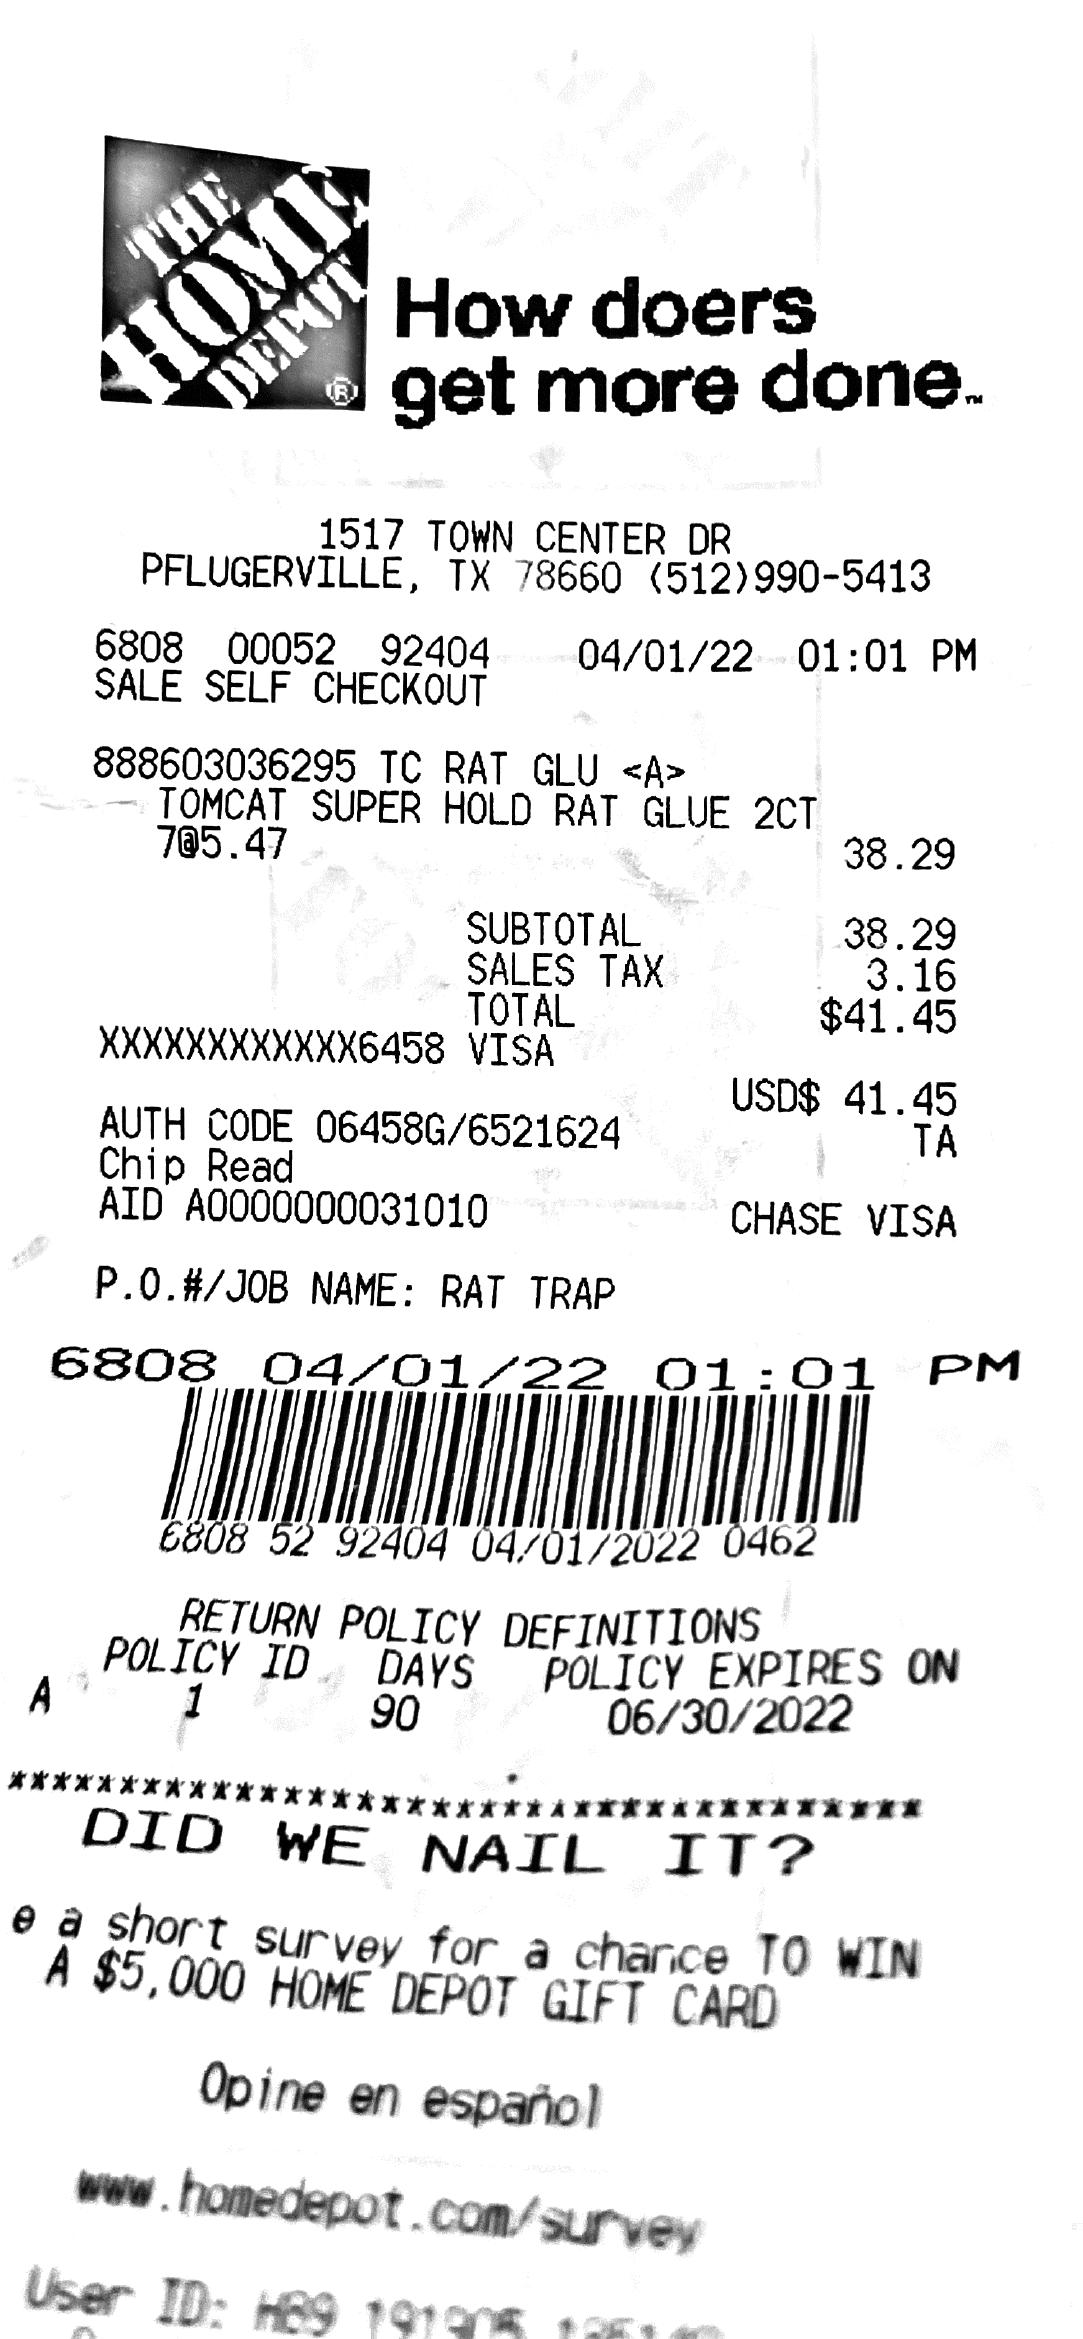 THE
HOME
DEPOT
®
How doers
get more done.™
1517 TOWN CENTER DR
PFLUGERVILLE, TX 78660 (512)990-5413
6808 00052 92404 04/01/22 01:01 PM
SALE SELF CHECKOUT
888603036295 TC RAT GLU <A>
TOMCAT SUPER HOLD RAT GLUE 2CT
7@5.47 38.29
SUBTOTAL 38.29
SALES TAX 3.16
TOTAL $41.45
XXXXXXXXXXXX6458 VISA
USD$ 41.45
AUTH CODE 06458G/6521624 TA
Chip Read
AID A0000000031010 CHASE VISA
P.O.#/JOB NAME: RAT TRAP
6808 04/01/22 01:01 PM
6808 52 92404 04/01/2022 0462
RETURN POLICY DEFINITIONS
POLICY ID DAYS POLICY EXPIRES ON
A 1 90 06/30/2022
******************************************
DID WE NAIL IT?
e a short survey for a chance TO WIN
A $5,000 HOME DEPOT GIFT CARD
Opine en español
www.homedepot.com/survey
User ID: H89